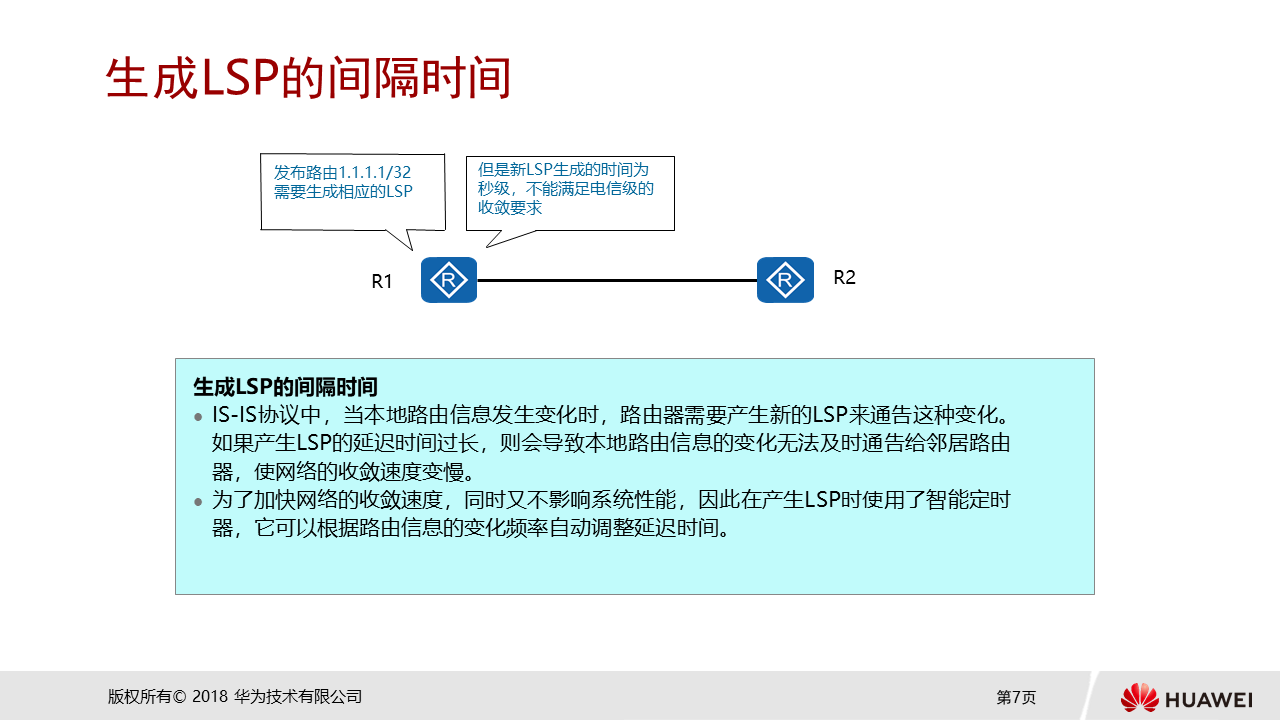 生成LSP的间隔时间
发布路由1.1.1.1/32
需要生成相应的LSP
但是新LSP生成的时间为
秒级，不能满足电信级的
收敛要求
R1
R
R
R2
生成LSP的间隔时间
● IS-IS协议中，当本地路由信息发生变化时，路由器需要产生新的LSP来通告这种变化。
如果产生LSP的延迟时间过长，则会导致本地路由信息的变化无法及时通告给邻居路由
器，使网络的收敛速度变慢。
● 为了加快网络的收敛速度，同时又不影响系统性能，因此在产生LSP时使用了智能定时
器，它可以根据路由信息的变化频率自动调整延迟时间。
版权所有© 2018 华为技术有限公司
第7页
HUAWEI